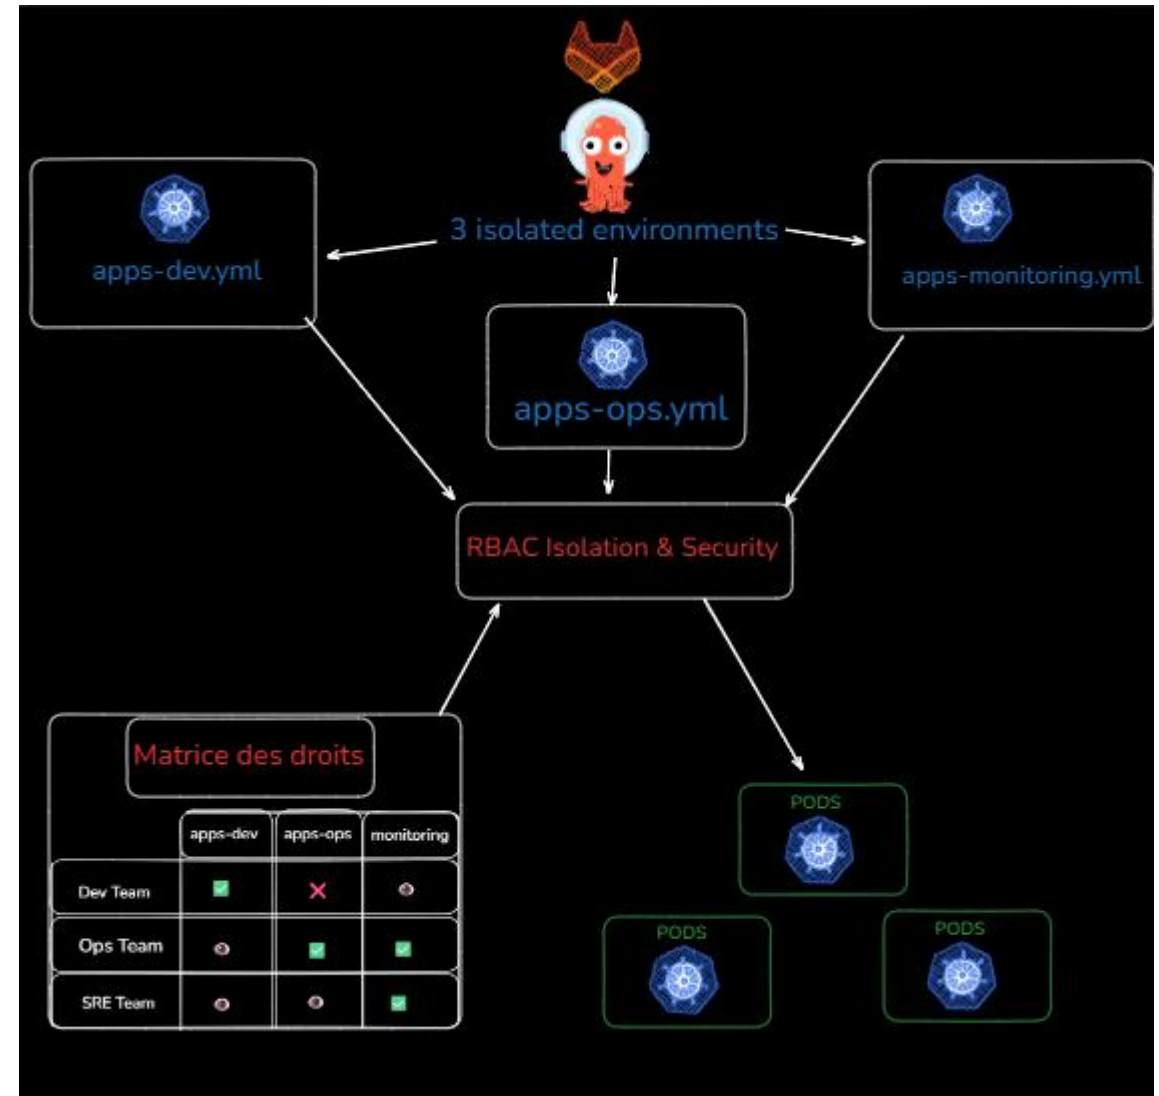 3 isolated environments
apps-dev.yml
apps-monitoring.yml
apps-ops.yml
RBAC Isolation & Security
Matrice des droits
apps-dev apps-ops monitoring
Dev Team
Ops Team
SRE Team
PODS
PODS
PODS